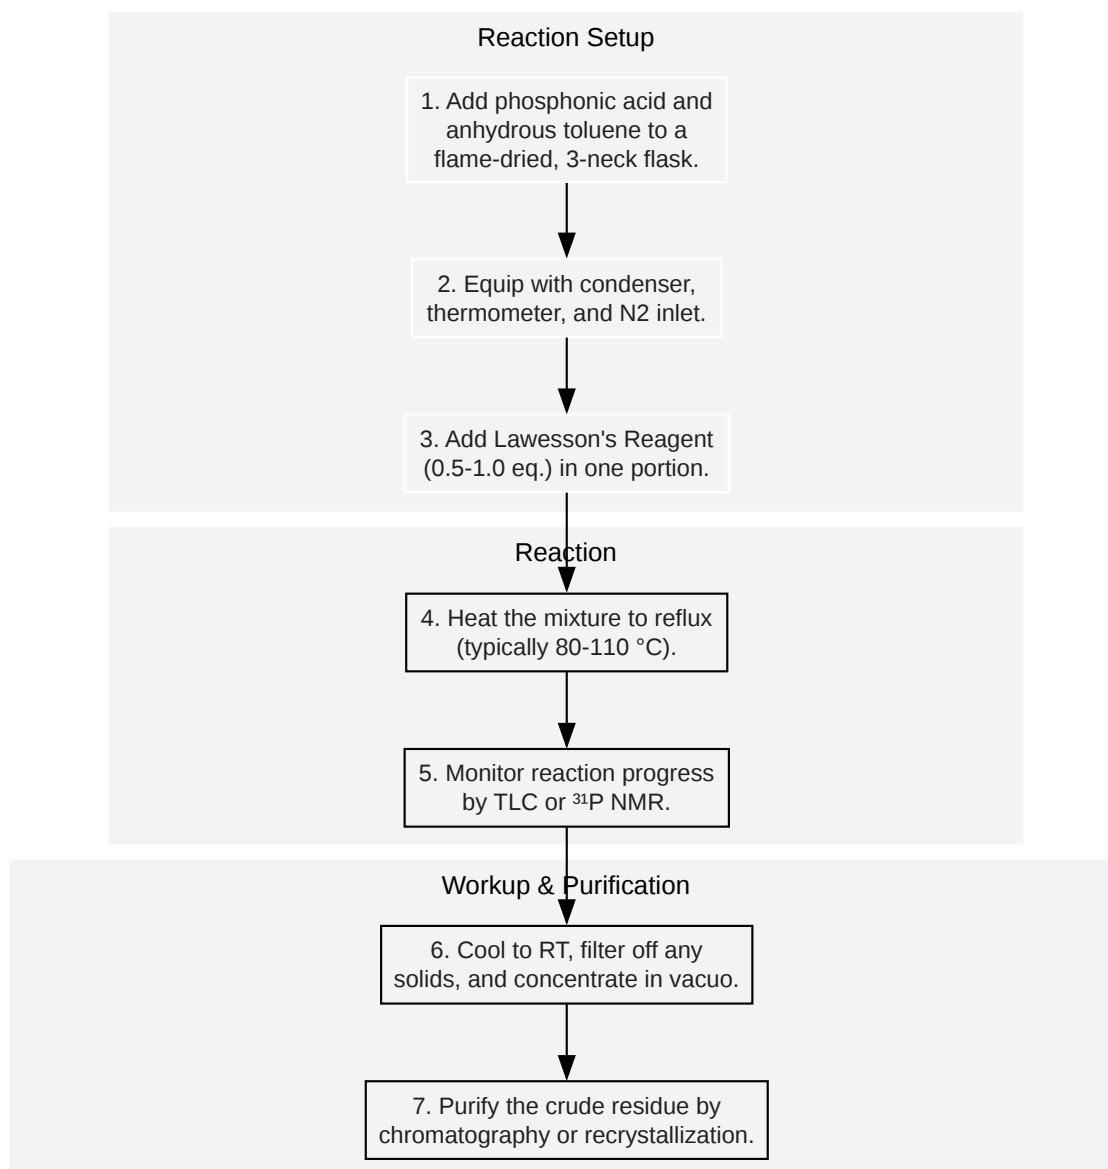 Reaction Setup
1. Add phosphonic acid and
anhydrous toluene to a
flame-dried, 3-neck flask.
2. Equip with condenser,
thermometer, and N2 inlet.
3. Add Lawesson's Reagent
(0.5-1.0 eq.) in one portion.
Reaction
4. Heat the mixture to reflux
(typically 80-110 °C).
5. Monitor reaction progress
by TLC or ³¹P NMR.
Workup & Purification
6. Cool to RT, filter off any
solids, and concentrate in vacuo.
7. Purify the crude residue by
chromatography or recrystallization.